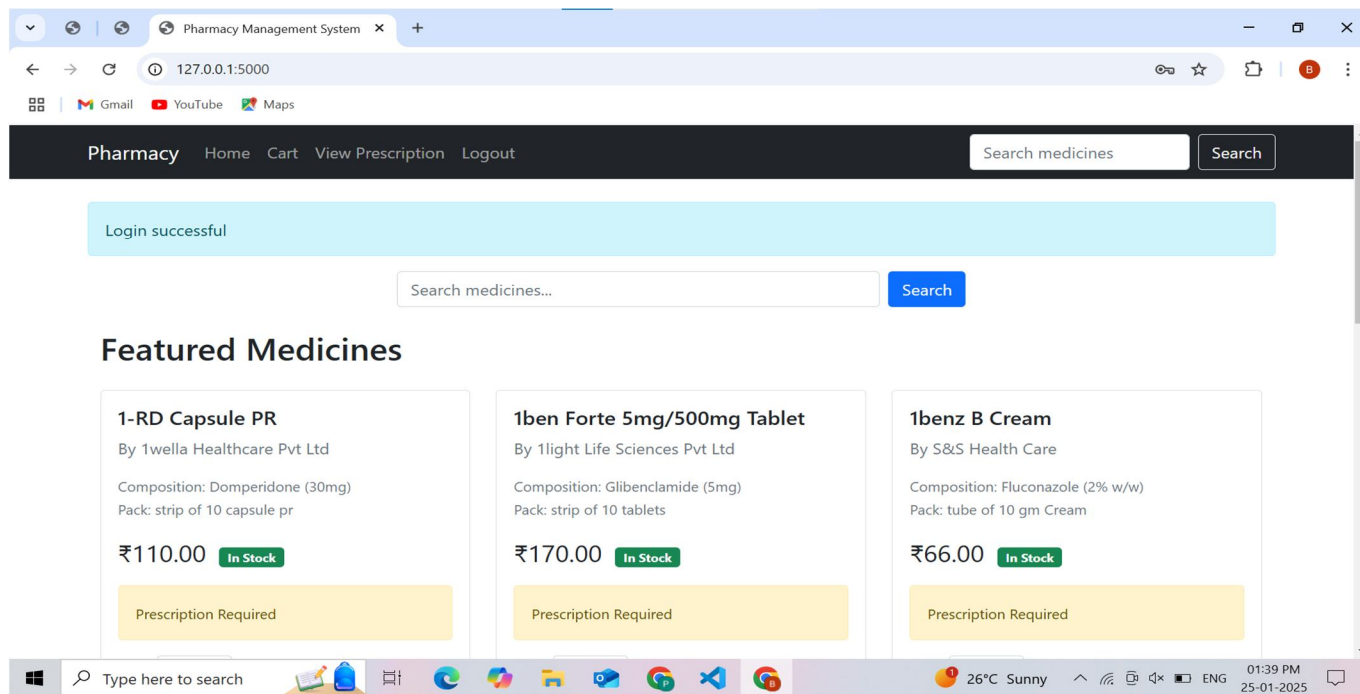 Pharmacy Management System
127.0.0.1:5000
B
Gmail YouTube Maps
Pharmacy Home Cart View Prescription Logout Search medicines Search
Login successful
Search medicines... Search
Featured Medicines
1-RD Capsule PR
By 1wella Healthcare Pvt Ltd
Composition: Domperidone (30mg)
Pack: strip of 10 capsule pr
₹110.00 In Stock
Prescription Required
1ben Forte 5mg/500mg Tablet
By 1light Life Sciences Pvt Ltd
Composition: Glibenclamide (5mg)
Pack: strip of 10 tablets
₹170.00 In Stock
Prescription Required
1benz B Cream
By S&S Health Care
Composition: Fluconazole (2% w/w)
Pack: tube of 10 gm Cream
₹66.00 In Stock
Prescription Required
Type here to search
1
26°C Sunny
ENG
01:39 PM
25-01-2025